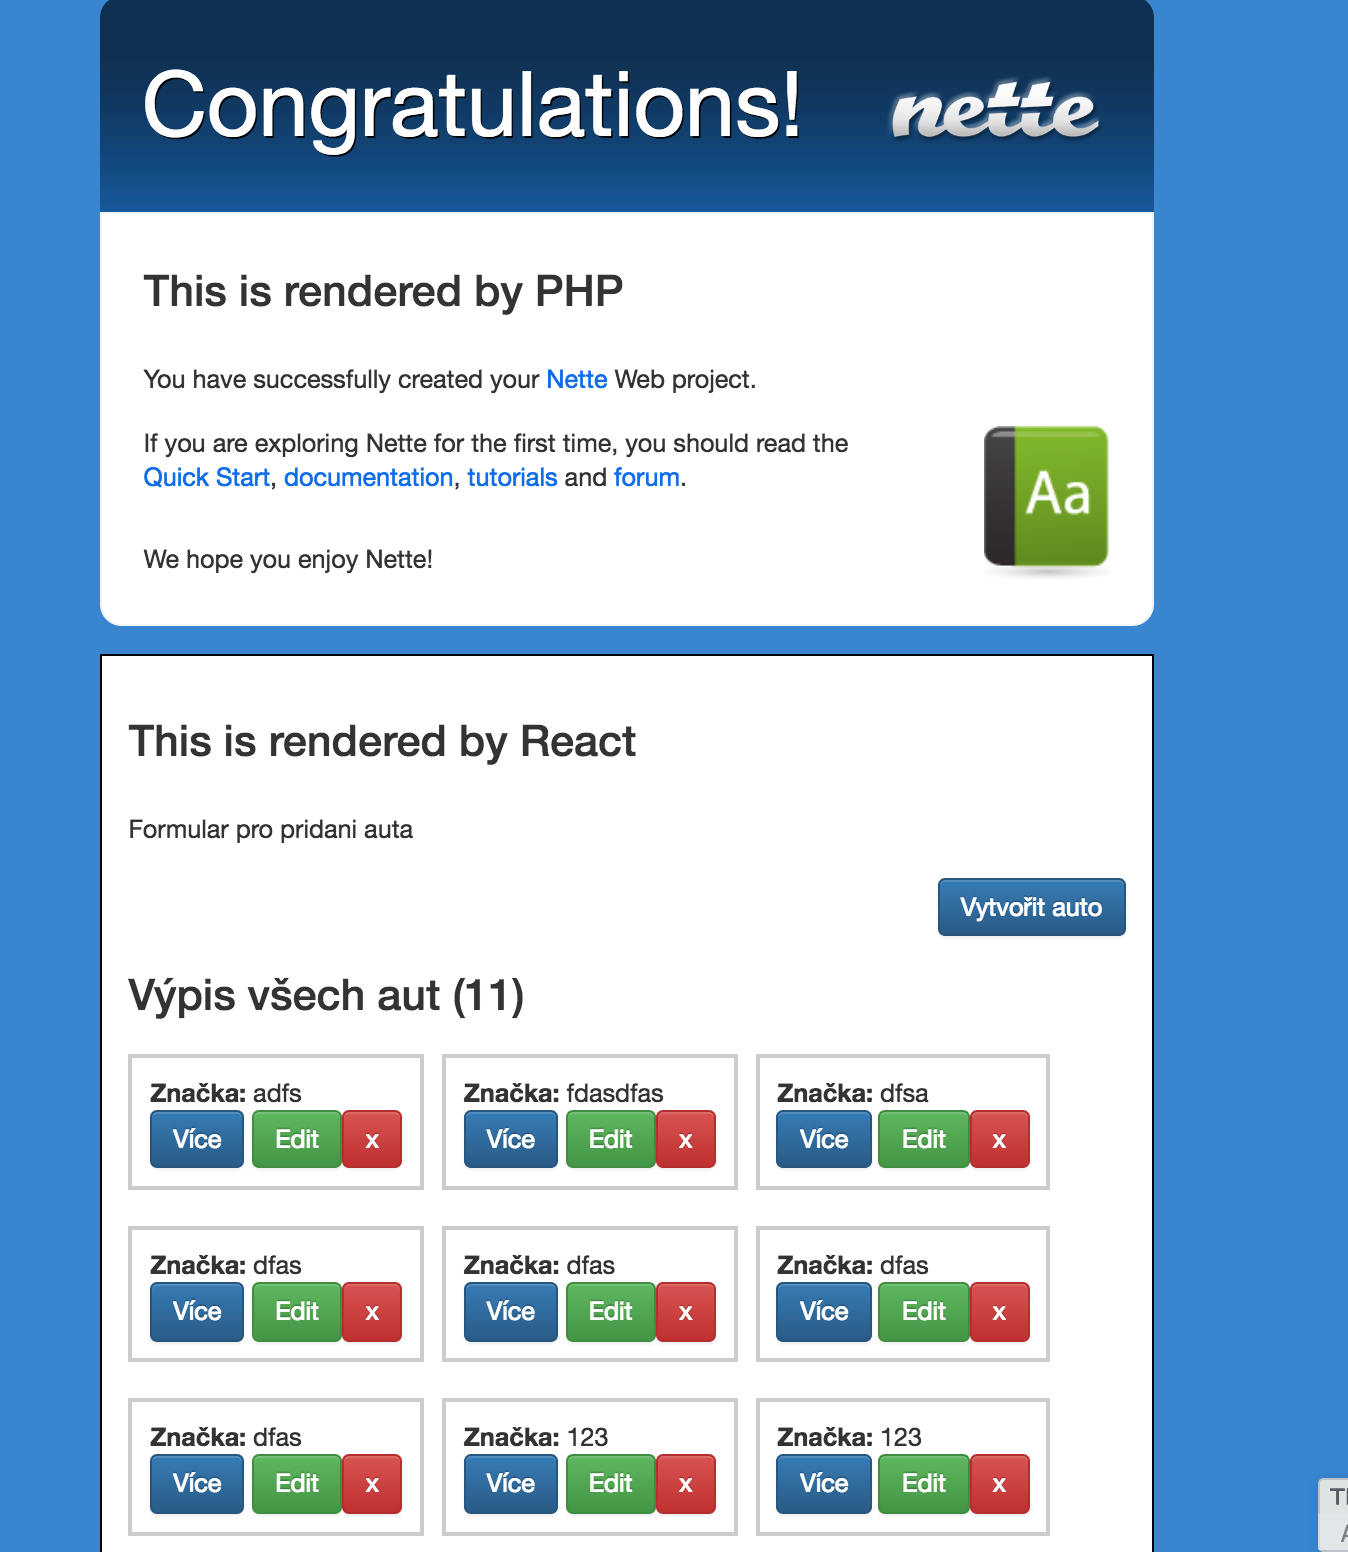 Congratulations!
nette
This is rendered by PHP
You have successfully created your Nette Web project.
If you are exploring Nette for the first time, you should read the
Quick Start, documentation, tutorials and forum.
Aa
We hope you enjoy Nette!
This is rendered by React
Formular pro pridani auta
Vytvořit auto
Výpis všech aut (11)
Značka: adfs
Více Edit x
Značka: fdasdfas
Více Edit x
Značka: dfsa
Více Edit x
Značka: dfas
Více Edit x
Značka: dfas
Více Edit x
Značka: dfas
Více Edit x
Značka: dfas
Více Edit x
Značka: 123
Více Edit x
Značka: 123
Více Edit x